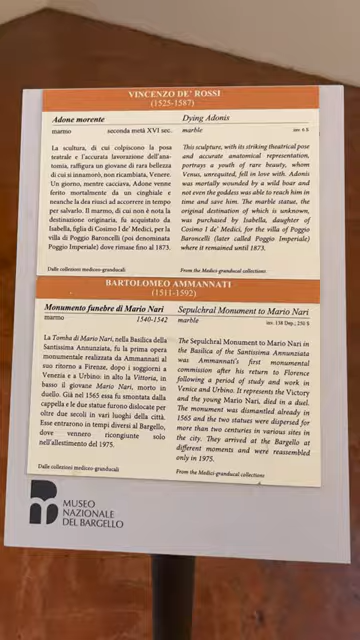 VINCENZO DE' ROSSI
(1525-1587)
Adone morente
marmo seconda metà XVI sec.
Dying Adonis
marble inv. 6 S
La scultura, di cui colpiscono la posa
teatrale e l'accurata lavorazione dell'ana-
tomia, raffigura un giovane di rara bellezza
di cui si innamorò, non ricambiata, Venere.
Un giorno, mentre cacciava, Adone venne
ferito mortalmente da un cinghiale e
neanche la dea riuscì ad accorrere in tempo
per salvarlo. Il marmo, di cui non è nota la
destinazione originaria, fu acquistato da
Isabella, figlia di Cosimo I de' Medici, per la
villa di Poggio Baroncelli (poi denominata
Poggio Imperiale) dove rimase fino al 1873.
Dalle collezioni mediceo-granducali
This sculpture, with its striking theatrical pose
and accurate anatomical representation,
portrays a youth of rare beauty, whom
Venus, unrequited, fell in love with. Adonis
was mortally wounded by a wild boar and
not even the goddess was able to reach him in
time and save him. The marble statue, the
original destination of which is unknown,
was purchased by Isabella, daughter of
Cosimo I de' Medici, for the villa of Poggio
Baroncelli (later called Poggio Imperiale)
where it remained until 1873.
From the Medici-granducal collections
BARTOLOMEO AMMANNATI
(1511-1592)
Monumento funebre di Mario Nari
marmo 1540-1542
Sepulchral Monument to Mario Nari
marble inv. 138 Dep.; 250 S
La Tomba di Mario Nari, nella Basilica della
Santissima Annunziata, fu la prima opera
monumentale realizzata da Ammannati al
suo ritorno a Firenze, dopo i soggiorni a
Venezia e a Urbino: in alto la Vittoria, in
basso il giovane Mario Nari, morto in
duello. Già nel 1565 essa fu smontata dalla
cappella e le due statue furono dislocate per
oltre due secoli in vari luoghi della città.
Esse entrarono in tempi diversi al Bargello,
dove vennero ricongiunte solo
nell'allestimento del 1975.
Dalle collezioni mediceo-granducali
The Sepulchral Monument to Mario Nari in
the Basilica of the Santissima Annunziata
was Ammannati's first monumental
commission after his return to Florence
following a period of study and work in
Venice and Urbino. It represents the Victory
and the young Mario Nari, died in a duel.
The monument was dismantled already in
1565 and the two statues were dispersed for
more than two centuries in various sites in
the city. They arrived at the Bargello at
different moments and were reassembled
only in 1975.
From the Medici-granducal collections
MUSEO
NAZIONALE
DEL BARGELLO